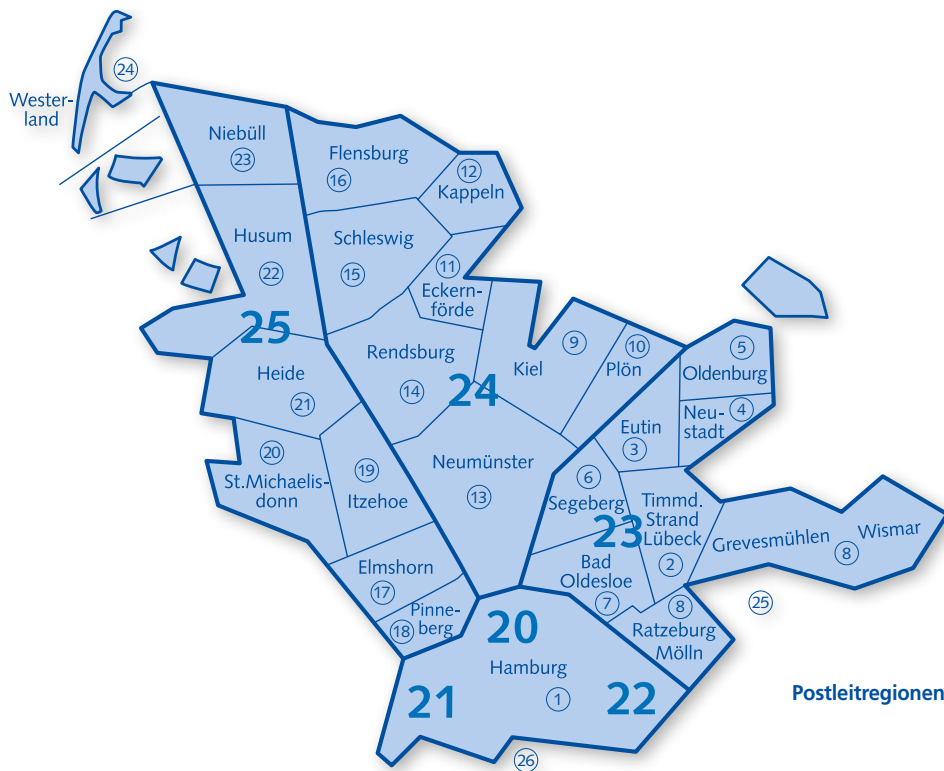 24
Wester-
land
Niebüll
23
Flensburg
16
12
Kappeln
Husum
22
Schleswig
15
11
Eckern-
förde
25
Rendsburg
14
24
Kiel
9
10
Plön
5
Oldenburg
Heide
21
Neu-
stadt
4
Eutin
3
20
St.Michaelis-
donn
19
Itzehoe
Neumünster
13
6
Segeberg
23
Timmd.
Strand
Lübeck
2
Grevesmühlen
8
Wismar
Elmshorn
17
Bad
Oldesloe
7
18
Pinne-
berg
8
Ratzeburg
Mölln
25
20
Hamburg
1
21
22
26
Postleitregionen